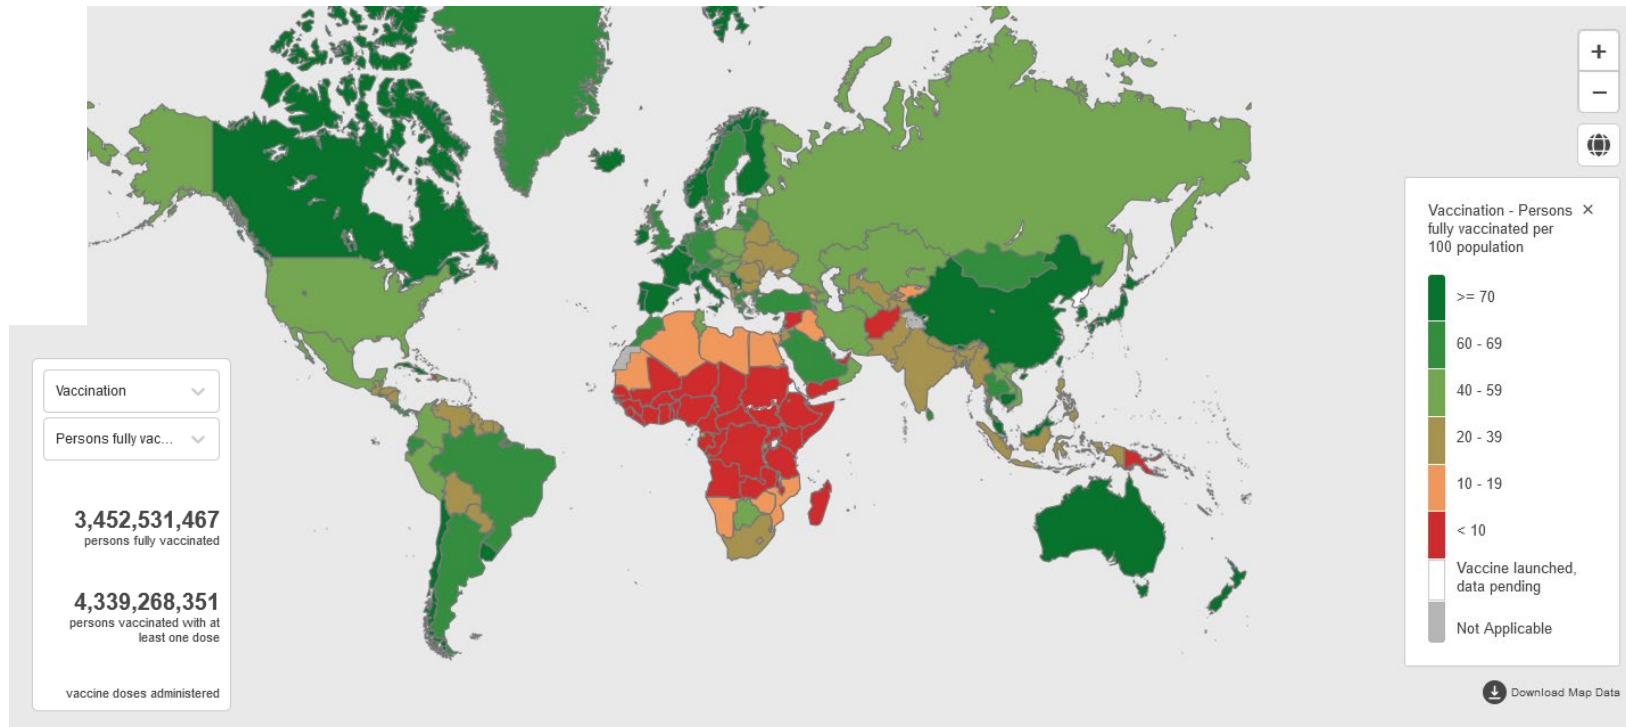 +
−
Vaccination - Persons ×
fully vaccinated per
100 population
>= 70
60 - 69
40 - 59
20 - 39
10 - 19
< 10
Vaccine launched,
data pending
Not Applicable
Download Map Data
Vaccination
Persons fully vac...
3,452,531,467
persons fully vaccinated
4,339,268,351
persons vaccinated with at
least one dose
vaccine doses administered